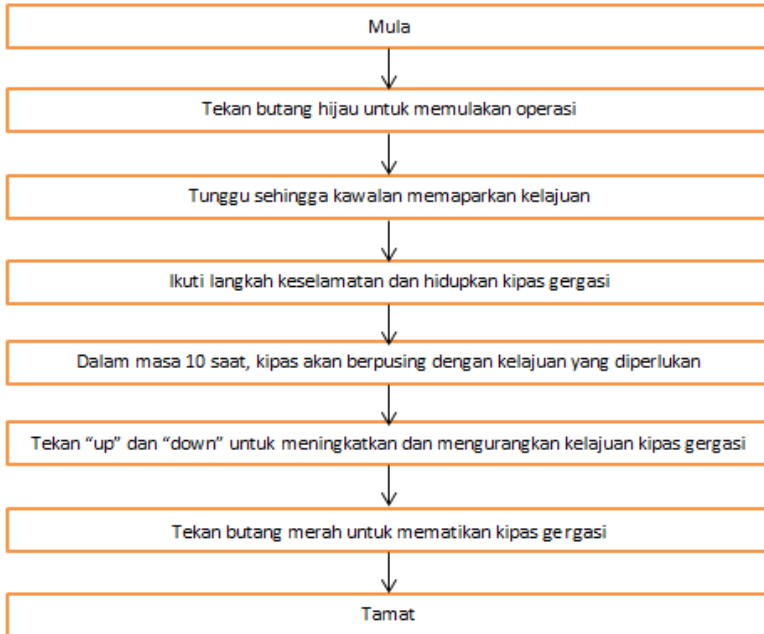 Mula
Tekan butang hijau untuk memulakan operasi
Tunggu sehingga kawalan memaparkan kelajuan
Ikuti langkah keselamatan dan hidupkan kipas gergasi
Dalam masa 10 saat, kipas akan berpusing dengan kelajuan yang diperlukan
Tekan “up” dan “down” untuk meningkatkan dan mengurangkan kelajuan kipas gergasi
Tekan butang merah untuk mematikan kipas gergasi
Tamat